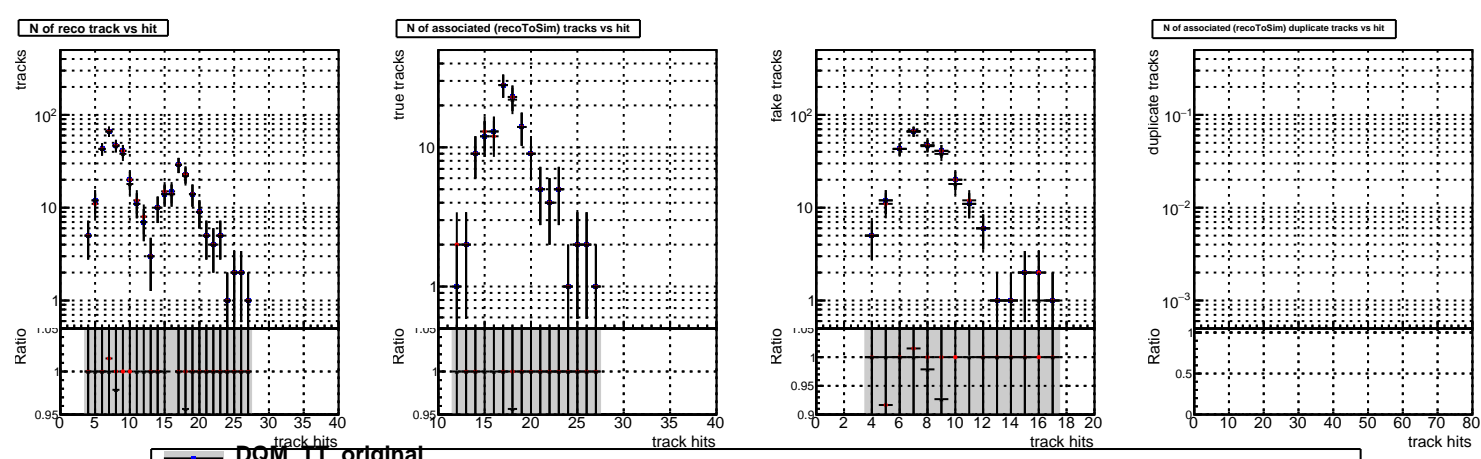 N of reco track vs hit
N of associated (recoToSim) tracks vs hit
N of associated (recoToSim) duplicate tracks vs hit
tracks
10²
10
1
1.05
Ratio
1
0.95
0 5 10 15 20 25 30 35 40
track hits
true tracks
10
1
1.05
Ratio
1
0.95
10 15 20 25 30 35 40
track hits
fake tracks
10²
10
1
1.05
Ratio
1
0.95
0.9
0 2 4 6 8 10 12 14 16 18 20
track hits
duplicate tracks
10⁻¹
10⁻²
10⁻³
1
Ratio
0.5
0
0 10 20 30 40 50 60 70 80
track hits
DQM_TT_original